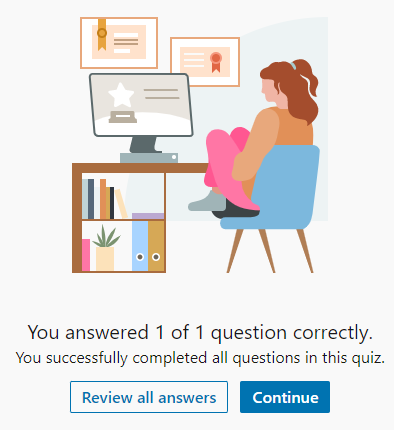 You answered 1 of 1 question correctly.
You successfully completed all questions in this quiz.
Review all answers
Continue